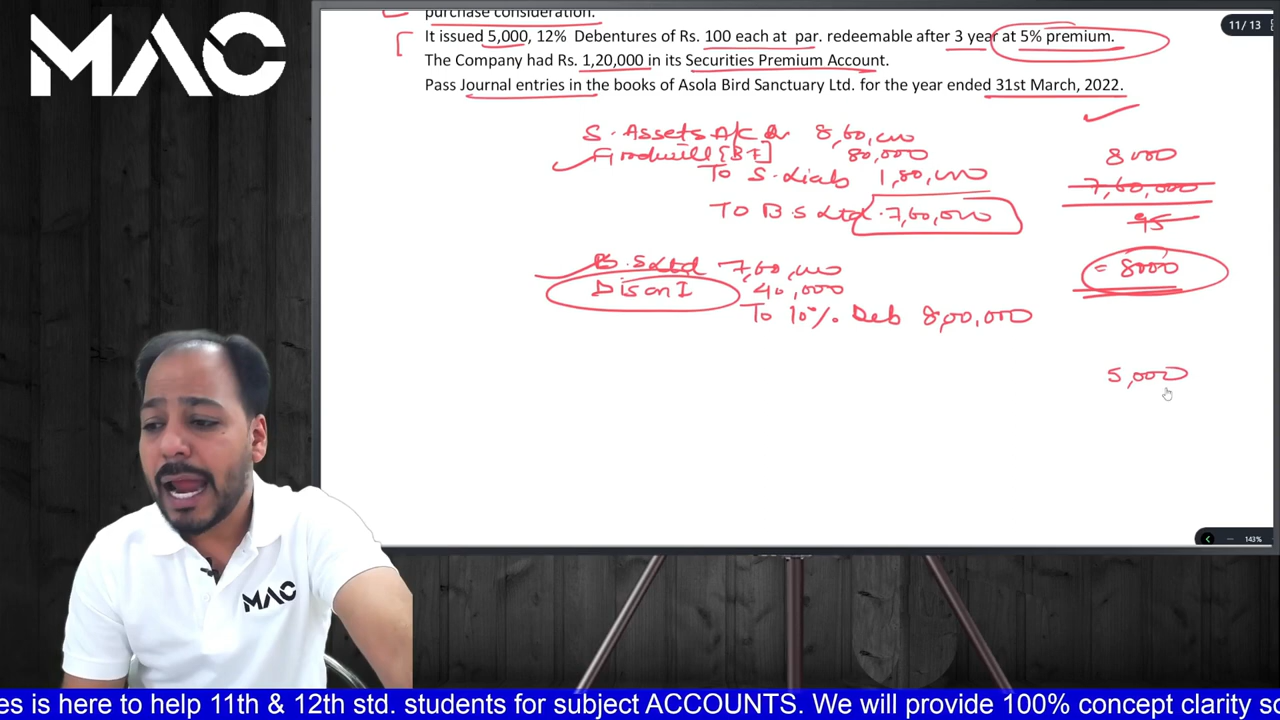 MAC
11 / 13
purchase consideration.
It issued 5,000, 12% Debentures of Rs. 100 each at par. redeemable after 3 year at 5% premium.
The Company had Rs. 1,20,000 in its Securities Premium Account.
Pass Journal entries in the books of Asola Bird Sanctuary Ltd. for the year ended 31st March, 2022.
S. Assets A/C Dr 8,60,000
Goodwill [BF] 80,000
To S. Liab 1,80,000
To B.S Ltd. 7,60,000
8000
7,60,000
95
= 8000
B.S Ltd 7,60,000
Dis on I 40,000
To 10% Deb 8,00,000
5,000
143%
MAC
es is here to help 11th & 12th std. students for subject ACCOUNTS. We will provide 100% concept clarity so